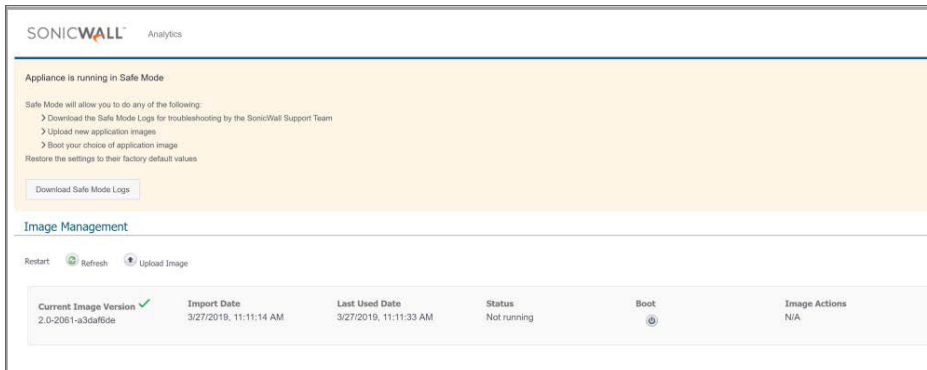 SONICWALL Analytics
Appliance is running in Safe Mode
Safe Mode will allow you to do any of the following:
Download the Safe Mode Logs for troubleshooting by the SonicWall Support Team
Upload new application images
Boot your choice of application image
Restore the settings to their factory default values
Download Safe Mode Logs
Image Management
Restart Refresh Upload Image
Current Image Version Import Date Last Used Date Status Boot Image Actions
2.0-2061-a3daf6de 3/27/2019, 11:11:14 AM 3/27/2019, 11:11:33 AM Not running N/A